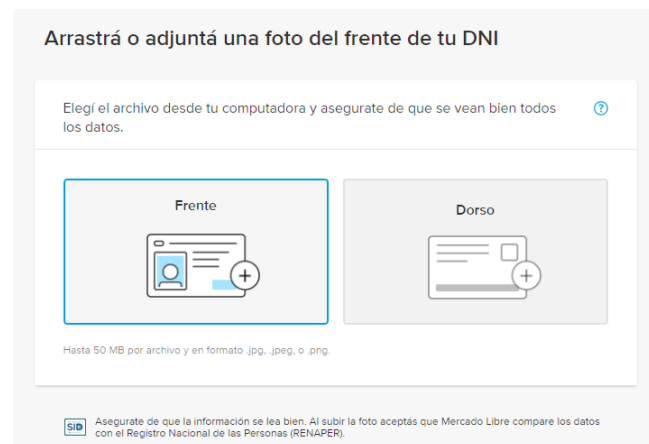 Arrastrá o adjuntá una foto del frente de tu DNI
Elegí el archivo desde tu computadora y asegurate de que se vean bien todos
los datos.
?
Frente
Dorso
Hasta 50 MB por archivo y en formato .jpg, .jpeg, o .png.
SID
Asegurate de que la información se lea bien. Al subir la foto aceptás que Mercado Libre compare los datos
con el Registro Nacional de las Personas (RENAPER).